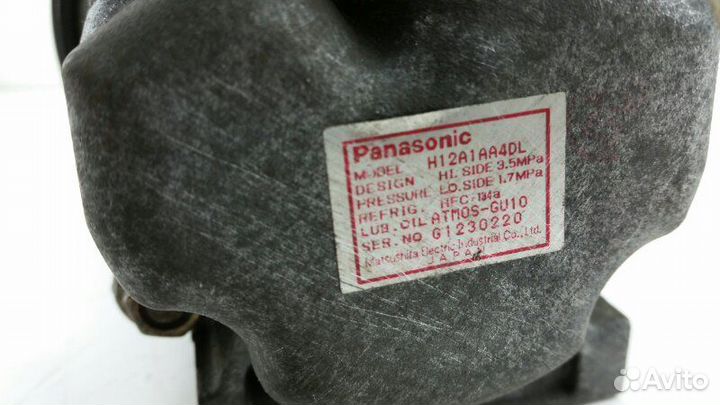 Panasonic
MODEL H12A1AA4DL
DESIGN HI. SIDE 3.5MPa
PRESSURE LO. SIDE 1.7MPa
REFRIG. HFC-134a
LUB. OIL ATMOS-GU10
SER. NO G1230220
Matsushita Electric Industrial Co., Ltd.
JAPAN
Avito